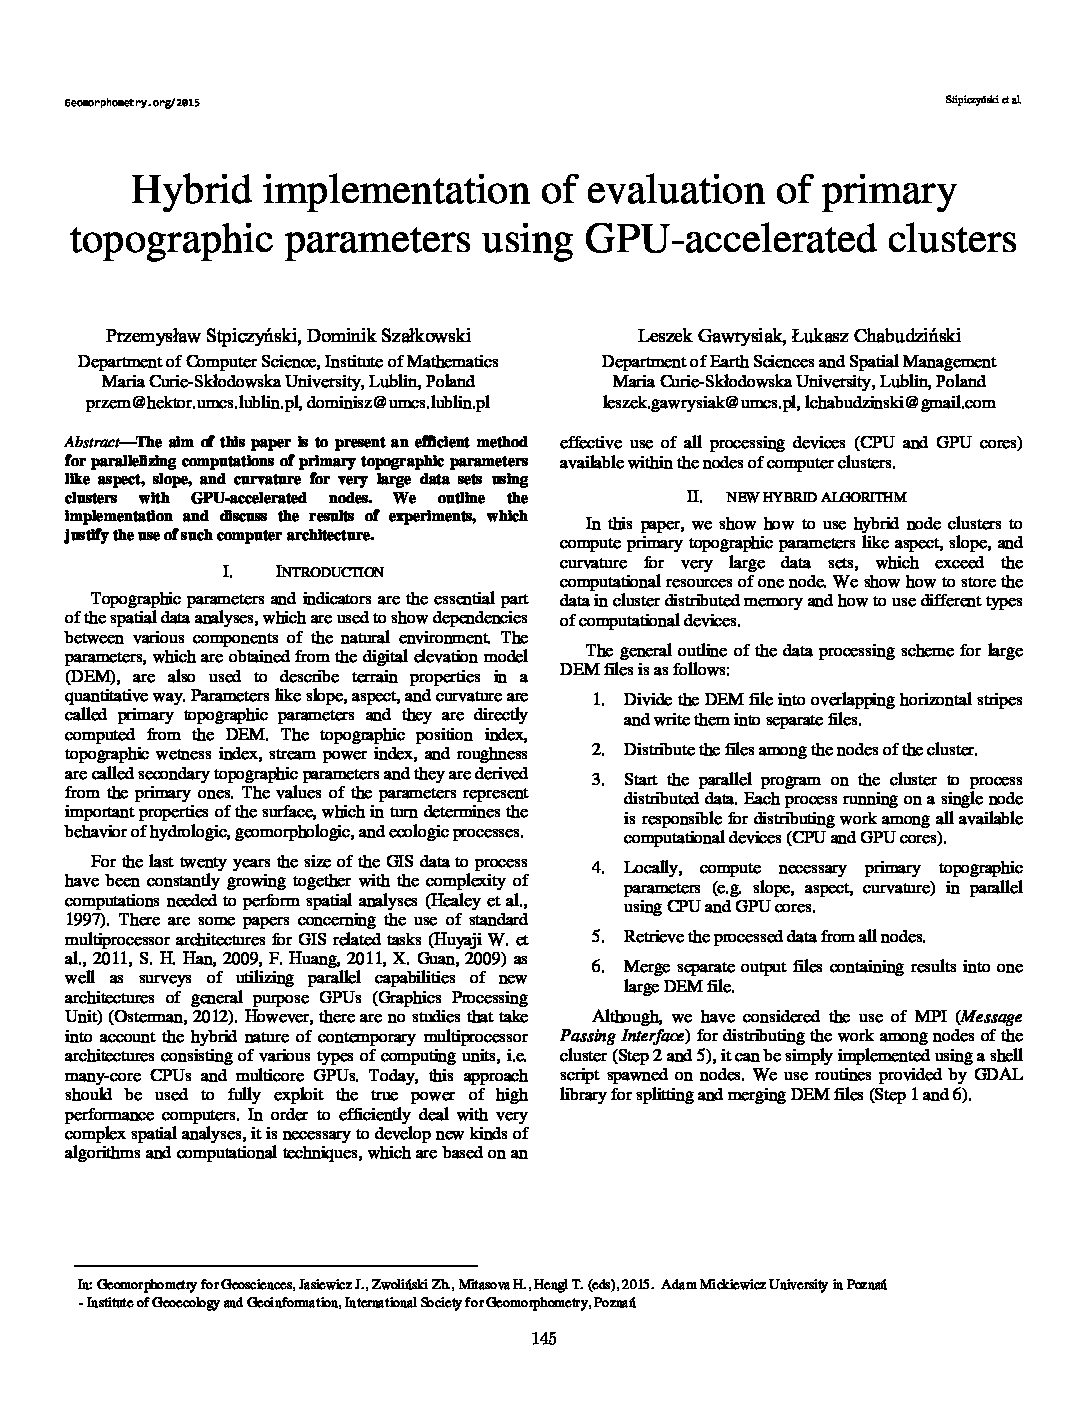 Geomorphometry.org/2015
Stpiczyński et al.
Hybrid implementation of evaluation of primary
topographic parameters using GPU-accelerated clusters
Przemysław Stpiczyński, Dominik Szałkowski
Department of Computer Science, Institute of Mathematics
Maria Curie-Skłodowska University, Lublin, Poland
przem@hektor.umcs.lublin.pl, dominisz@umcs.lublin.pl
Leszek Gawrysiak, Łukasz Chabudziński
Department of Earth Sciences and Spatial Management
Maria Curie-Skłodowska University, Lublin, Poland
leszek.gawrysiak@umcs.pl, lchabudzinski@gmail.com
Abstract—The aim of this paper is to present an efficient method
for parallelizing computations of primary topographic parameters
like aspect, slope, and curvature for very large data sets using
clusters with GPU-accelerated nodes. We outline the
implementation and discuss the results of experiments, which
justify the use of such computer architecture.
I. INTRODUCTION
Topographic parameters and indicators are the essential part
of the spatial data analyses, which are used to show dependencies
between various components of the natural environment. The
parameters, which are obtained from the digital elevation model
(DEM), are also used to describe terrain properties in a
quantitative way. Parameters like slope, aspect, and curvature are
called primary topographic parameters and they are directly
computed from the DEM. The topographic position index,
topographic wetness index, stream power index, and roughness
are called secondary topographic parameters and they are derived
from the primary ones. The values of the parameters represent
important properties of the surface, which in turn determines the
behavior of hydrologic, geomorphologic, and ecologic processes.
For the last twenty years the size of the GIS data to process
have been constantly growing together with the complexity of
computations needed to perform spatial analyses (Healey et al.,
1997). There are some papers concerning the use of standard
multiprocessor architectures for GIS related tasks (Huyaji W. et
al., 2011, S. H. Han, 2009, F. Huang, 2011, X. Guan, 2009) as
well as surveys of utilizing parallel capabilities of new
architectures of general purpose GPUs (Graphics Processing
Unit) (Osterman, 2012). However, there are no studies that take
into account the hybrid nature of contemporary multiprocessor
architectures consisting of various types of computing units, i.e.
many-core CPUs and multicore GPUs. Today, this approach
should be used to fully exploit the true power of high
performance computers. In order to efficiently deal with very
complex spatial analyses, it is necessary to develop new kinds of
algorithms and computational techniques, which are based on an
effective use of all processing devices (CPU and GPU cores)
available within the nodes of computer clusters.
II. NEW HYBRID ALGORITHM
In this paper, we show how to use hybrid node clusters to
compute primary topographic parameters like aspect, slope, and
curvature for very large data sets, which exceed the
computational resources of one node. We show how to store the
data in cluster distributed memory and how to use different types
of computational devices.
The general outline of the data processing scheme for large
DEM files is as follows:
1. Divide the DEM file into overlapping horizontal stripes
and write them into separate files.
2. Distribute the files among the nodes of the cluster.
3. Start the parallel program on the cluster to process
distributed data. Each process running on a single node
is responsible for distributing work among all available
computational devices (CPU and GPU cores).
4. Locally, compute necessary primary topographic
parameters (e.g. slope, aspect, curvature) in parallel
using CPU and GPU cores.
5. Retrieve the processed data from all nodes.
6. Merge separate output files containing results into one
large DEM file.
Although, we have considered the use of MPI (Message
Passing Interface) for distributing the work among nodes of the
cluster (Step 2 and 5), it can be simply implemented using a shell
script spawned on nodes. We use routines provided by GDAL
library for splitting and merging DEM files (Step 1 and 6).
In: Geomorphometry for Geosciences, Jasiewicz J., Zwoliński Zb., Mitasova H., Hengl T. (eds), 2015. Adam Mickiewicz University in Poznań
- Institute of Geoecology and Geoinformation, International Society for Geomorphometry, Poznań
145